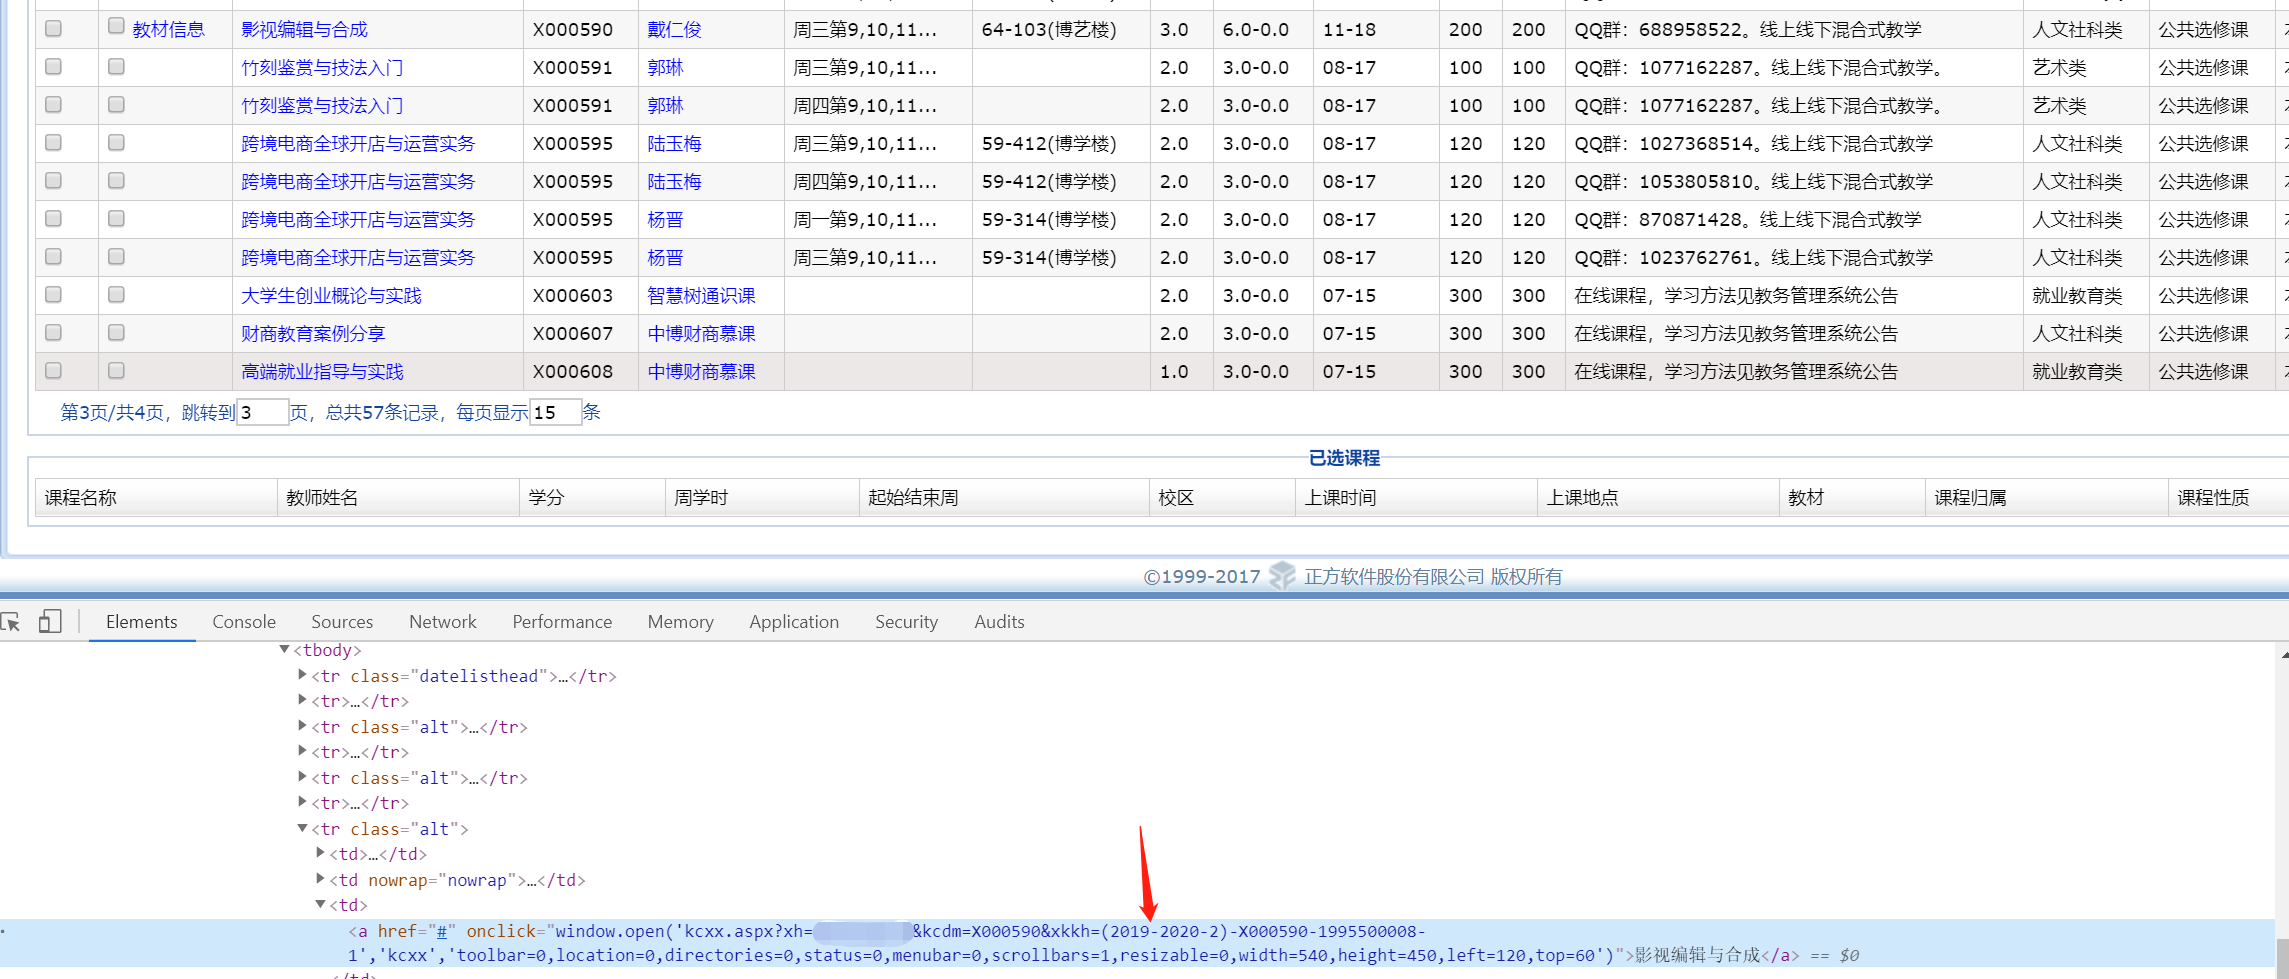 教材信息 影视编辑与合成 X000590 戴仁俊 周三第9,10,11... 64-103(博艺楼) 3.0 6.0-0.0 11-18 200 200 QQ群：688958522。线上线下混合式教学 人文社科类 公共选修课
竹刻鉴赏与技法入门 X000591 郭琳 周三第9,10,11... 2.0 3.0-0.0 08-17 100 100 QQ群：1077162287。线上线下混合式教学。 艺术类 公共选修课
竹刻鉴赏与技法入门 X000591 郭琳 周四第9,10,11... 2.0 3.0-0.0 08-17 100 100 QQ群：1077162287。线上线下混合式教学。 艺术类 公共选修课
跨境电商全球开店与运营实务 X000595 陆玉梅 周三第9,10,11... 59-412(博学楼) 2.0 3.0-0.0 08-17 120 120 QQ群：1027368514。线上线下混合式教学 人文社科类 公共选修课
跨境电商全球开店与运营实务 X000595 陆玉梅 周四第9,10,11... 59-412(博学楼) 2.0 3.0-0.0 08-17 120 120 QQ群：1053805810。线上线下混合式教学 人文社科类 公共选修课
跨境电商全球开店与运营实务 X000595 杨晋 周一第9,10,11... 59-314(博学楼) 2.0 3.0-0.0 08-17 120 120 QQ群：870871428。线上线下混合式教学 人文社科类 公共选修课
跨境电商全球开店与运营实务 X000595 杨晋 周三第9,10,11... 59-314(博学楼) 2.0 3.0-0.0 08-17 120 120 QQ群：1023762761。线上线下混合式教学 人文社科类 公共选修课
大学生创业概论与实践 X000603 智慧树通识课 2.0 3.0-0.0 07-15 300 300 在线课程，学习方法见教务管理系统公告 就业教育类 公共选修课
财商教育案例分享 X000607 中博财商慕课 2.0 3.0-0.0 07-15 300 300 在线课程，学习方法见教务管理系统公告 人文社科类 公共选修课
高端就业指导与实践 X000608 中博财商慕课 1.0 3.0-0.0 07-15 300 300 在线课程，学习方法见教务管理系统公告 就业教育类 公共选修课
第3页/共4页，跳转到3页，总共57条记录，每页显示15条
已选课程
课程名称 教师姓名 学分 周学时 起始结束周 校区 上课时间 上课地点 教材 课程归属 课程性质
©1999-2017 正方软件股份有限公司 版权所有
Elements Console Sources Network Performance Memory Application Security Audits
▼<tbody>
▶<tr class="datelisthead">…</tr>
▶<tr>…</tr>
▶<tr class="alt">…</tr>
▶<tr>…</tr>
▶<tr class="alt">…</tr>
▶<tr>…</tr>
▼<tr class="alt">
▶<td>…</td>
▶<td nowrap="nowrap">…</td>
▼<td>
<a href="#" onclick="window.open('kcxx.aspx?xh= &kcdm=X000590&xkkh=(2019-2020-2)-X000590-1995500008-
1','kcxx','toolbar=0,location=0,directories=0,status=0,menubar=0,scrollbars=1,resizable=0,width=540,height=450,left=120,top=60')">影视编辑与合成</a> == $0